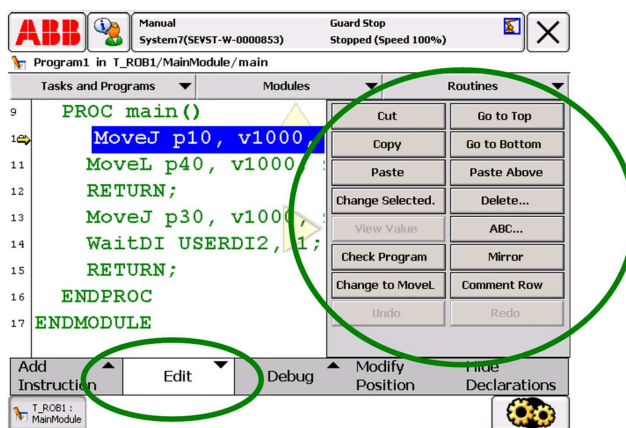 ABB
Manual
System7(SEVST-W-0000853)
Guard Stop
Stopped (Speed 100%)
Program1 in T_ROB1/MainModule/main
Tasks and Programs
Modules
Routines
9 PROC main()
10 MoveJ p10, v1000,
11 MoveL p40, v1000,
12 RETURN;
13 MoveJ p30, v1000,
14 WaitDI USERDI2, 1;
15 RETURN;
16 ENDPROC
17 ENDMODULE
Cut
Go to Top
Copy
Go to Bottom
Paste
Paste Above
Change Selected.
Delete...
View Value
ABC...
Check Program
Mirror
Change to MoveL
Comment Row
Undo
Redo
Add
Instruction
Edit
Debug
Modify
Position
Hide
Declarations
T_ROB1 :
MainModule